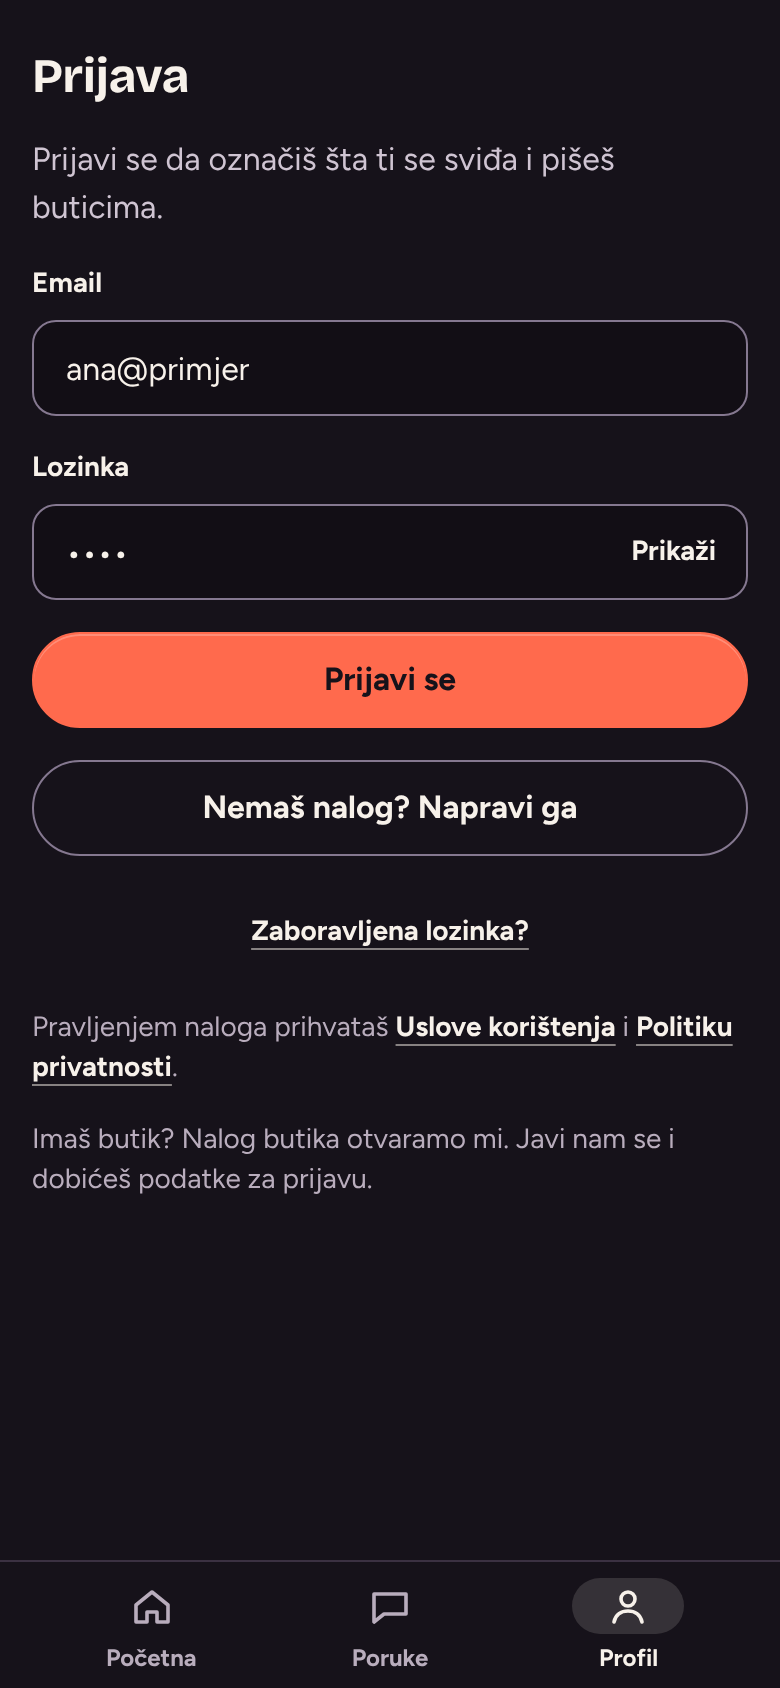 Prijava
Prijavi se da označiš šta ti se sviđa i pišeš
buticima.
Email
ana@primjer
Lozinka
••••
Prikaži
Prijavi se
Nemaš nalog? Napravi ga
Zaboravljena lozinka?
Pravljenjem naloga prihvataš Uslove korištenja i Politiku
privatnosti.
Imaš butik? Nalog butika otvaramo mi. Javi nam se i
dobićeš podatke za prijavu.
Početna
Poruke
Profil